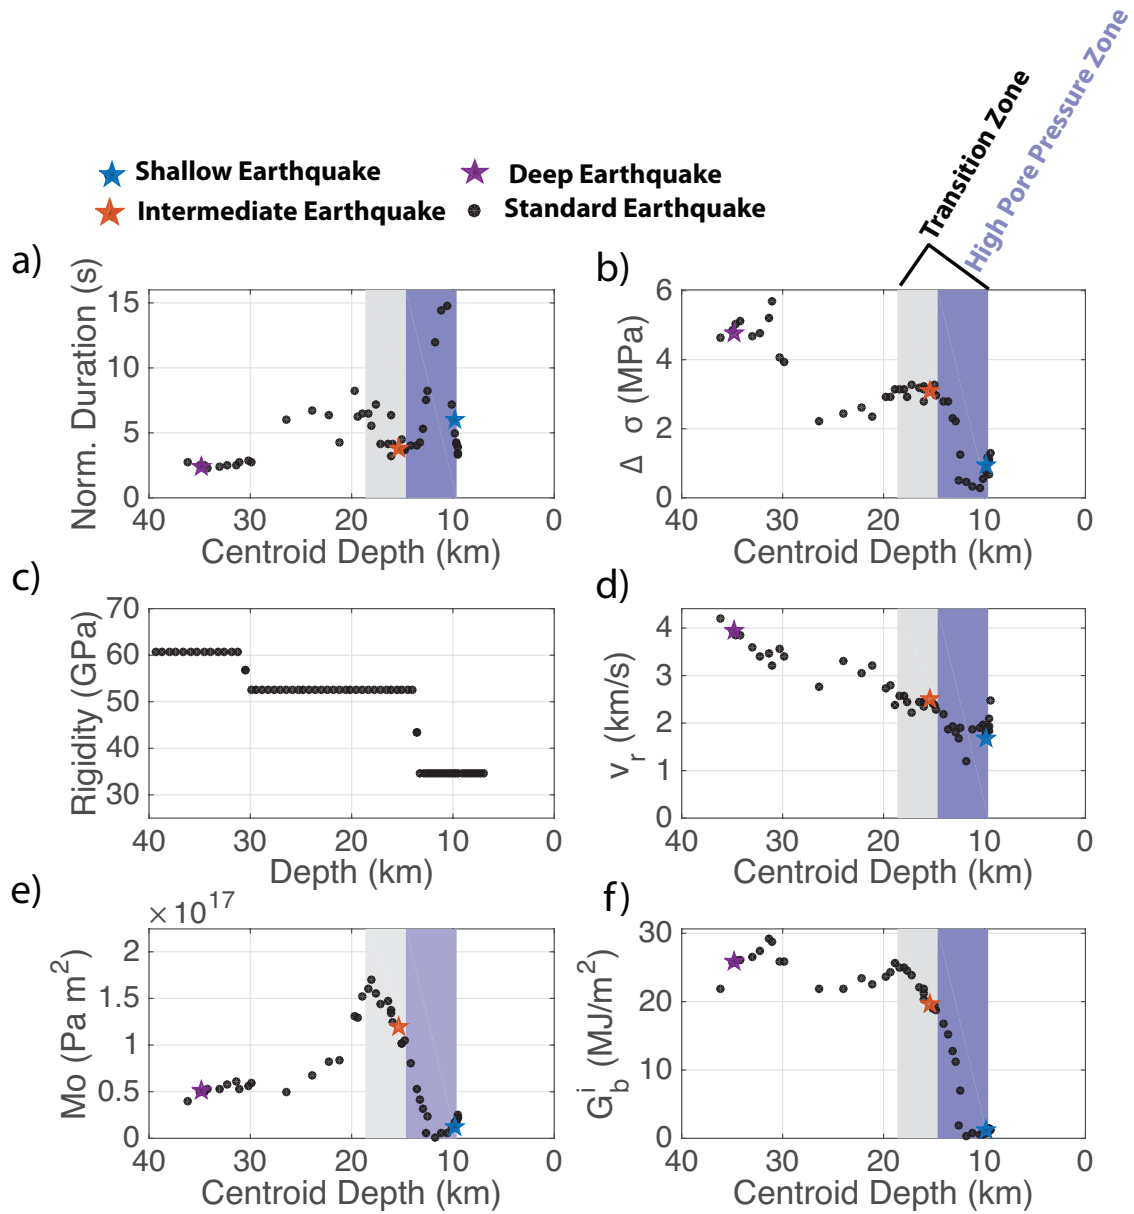 Transition Zone
High Pore Pressure Zone
Shallow Earthquake
Deep Earthquake
Intermediate Earthquake
Standard Earthquake
a)
Norm. Duration (s)
15
10
5
0
40 30 20 10 0
Centroid Depth (km)
b)
Δ σ (MPa)
6
4
2
0
40 30 20 10 0
Centroid Depth (km)
c)
Rigidity (GPa)
70
60
50
40
30
40 30 20 10 0
Depth (km)
d)
v_r (km/s)
4
3
2
1
0
40 30 20 10 0
Centroid Depth (km)
e)
× 10^17
Mo (Pa m²)
2
1.5
1
0.5
0
40 30 20 10 0
Centroid Depth (km)
f)
G_b^i (MJ/m²)
30
20
10
0
40 30 20 10 0
Centroid Depth (km)